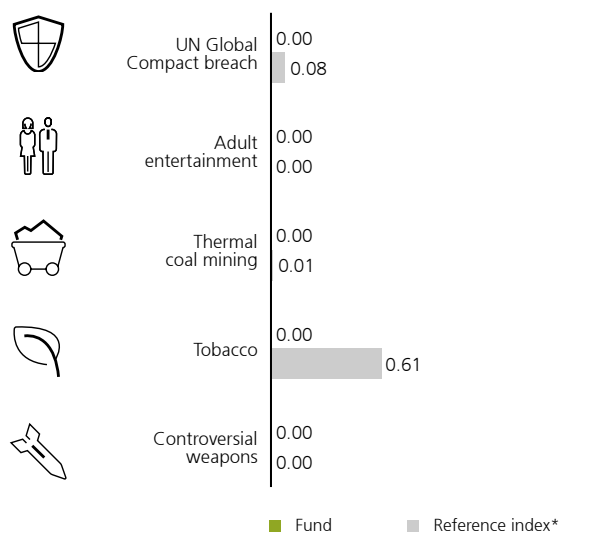 UN Global
Compact breach
0.00
0.08
Adult
entertainment
0.00
0.00
Thermal
coal mining
0.00
0.01
Tobacco
0.00
0.61
Controversial
weapons
0.00
0.00
Fund
Reference index*